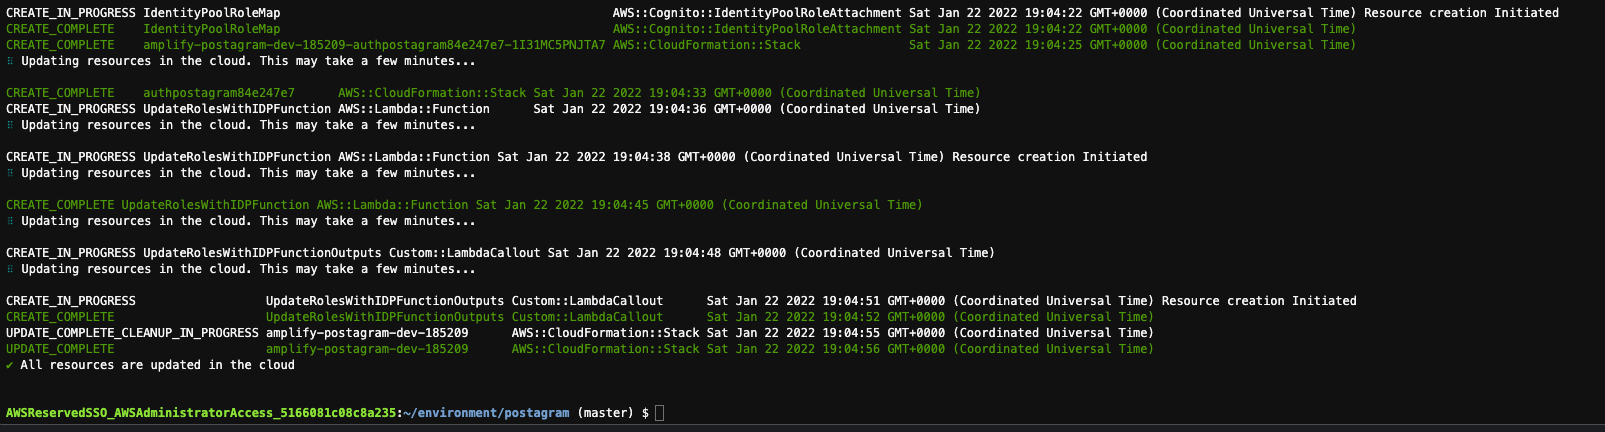 CREATE_IN_PROGRESS IdentityPoolRoleMap AWS::Cognito::IdentityPoolRoleAttachment Sat Jan 22 2022 19:04:22 GMT+0000 (Coordinated Universal Time) Resource creation Initiated
CREATE_COMPLETE IdentityPoolRoleMap AWS::Cognito::IdentityPoolRoleAttachment Sat Jan 22 2022 19:04:22 GMT+0000 (Coordinated Universal Time)
CREATE_COMPLETE amplify-postagram-dev-185209-authpostagram84e247e7-1I31MC5PNJTA7 AWS::CloudFormation::Stack Sat Jan 22 2022 19:04:25 GMT+0000 (Coordinated Universal Time)
⠿ Updating resources in the cloud. This may take a few minutes...
CREATE_COMPLETE authpostagram84e247e7 AWS::CloudFormation::Stack Sat Jan 22 2022 19:04:33 GMT+0000 (Coordinated Universal Time)
CREATE_IN_PROGRESS UpdateRolesWithIDPFunction AWS::Lambda::Function Sat Jan 22 2022 19:04:36 GMT+0000 (Coordinated Universal Time)
⠿ Updating resources in the cloud. This may take a few minutes...
CREATE_IN_PROGRESS UpdateRolesWithIDPFunction AWS::Lambda::Function Sat Jan 22 2022 19:04:38 GMT+0000 (Coordinated Universal Time) Resource creation Initiated
⠿ Updating resources in the cloud. This may take a few minutes...
CREATE_COMPLETE UpdateRolesWithIDPFunction AWS::Lambda::Function Sat Jan 22 2022 19:04:45 GMT+0000 (Coordinated Universal Time)
⠿ Updating resources in the cloud. This may take a few minutes...
CREATE_IN_PROGRESS UpdateRolesWithIDPFunctionOutputs Custom::LambdaCallout Sat Jan 22 2022 19:04:48 GMT+0000 (Coordinated Universal Time)
⠿ Updating resources in the cloud. This may take a few minutes...
CREATE_IN_PROGRESS UpdateRolesWithIDPFunctionOutputs Custom::LambdaCallout Sat Jan 22 2022 19:04:51 GMT+0000 (Coordinated Universal Time) Resource creation Initiated
CREATE_COMPLETE UpdateRolesWithIDPFunctionOutputs Custom::LambdaCallout Sat Jan 22 2022 19:04:52 GMT+0000 (Coordinated Universal Time)
UPDATE_COMPLETE_CLEANUP_IN_PROGRESS amplify-postagram-dev-185209 AWS::CloudFormation::Stack Sat Jan 22 2022 19:04:55 GMT+0000 (Coordinated Universal Time)
UPDATE_COMPLETE amplify-postagram-dev-185209 AWS::CloudFormation::Stack Sat Jan 22 2022 19:04:56 GMT+0000 (Coordinated Universal Time)
✔ All resources are updated in the cloud
AWSReservedSSO_AWSAdministratorAccess_5166081c08c8a235:~/environment/postagram (master) $